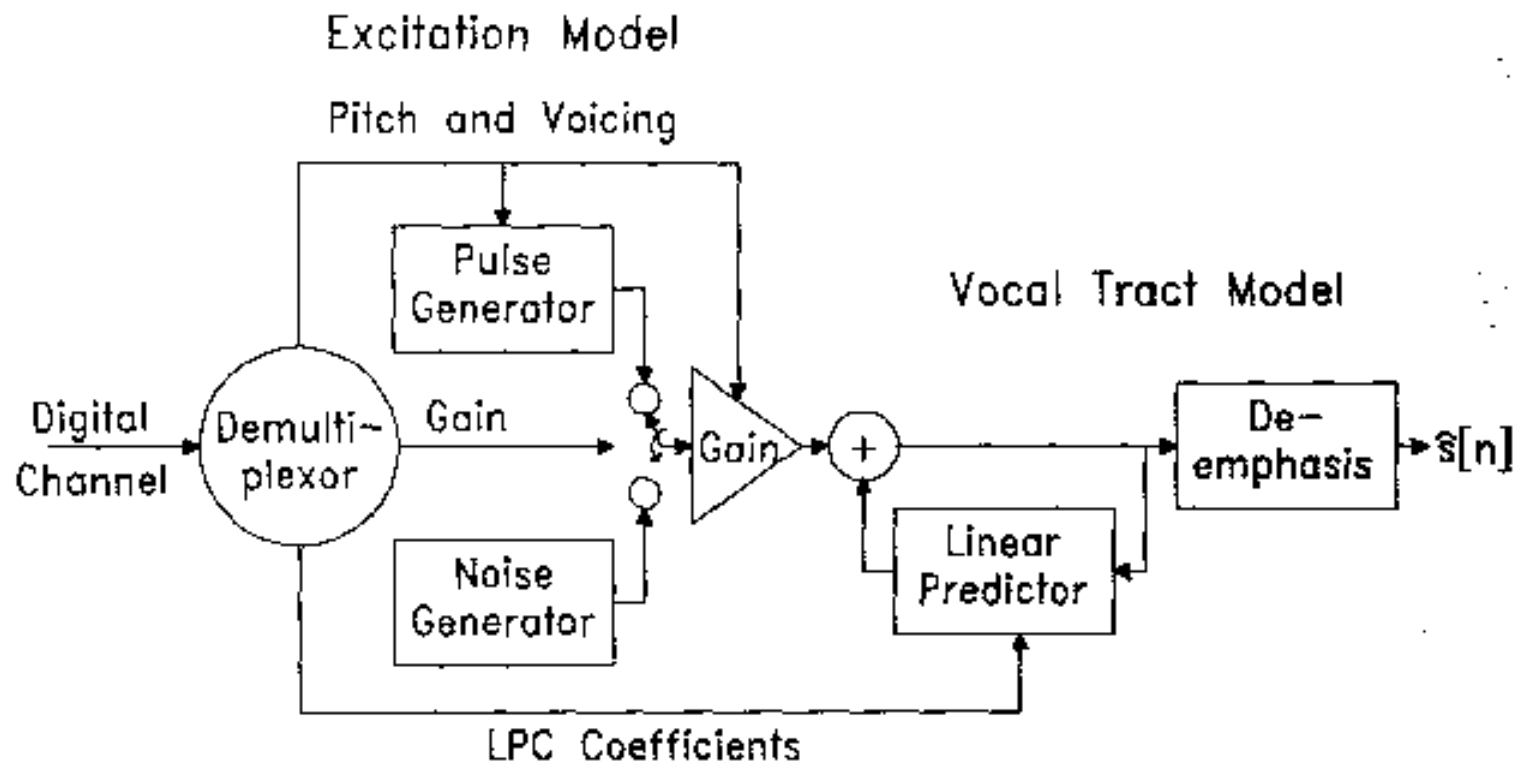 Excitation Model
Pitch and Voicing
Pulse
Generator
Vocal Tract Model
Digital
Channel
Demulti-
plexor
Gain
Gain
+
De-
emphasis
ŝ[n]
Noise
Generator
Linear
Predictor
LPC Coefficients